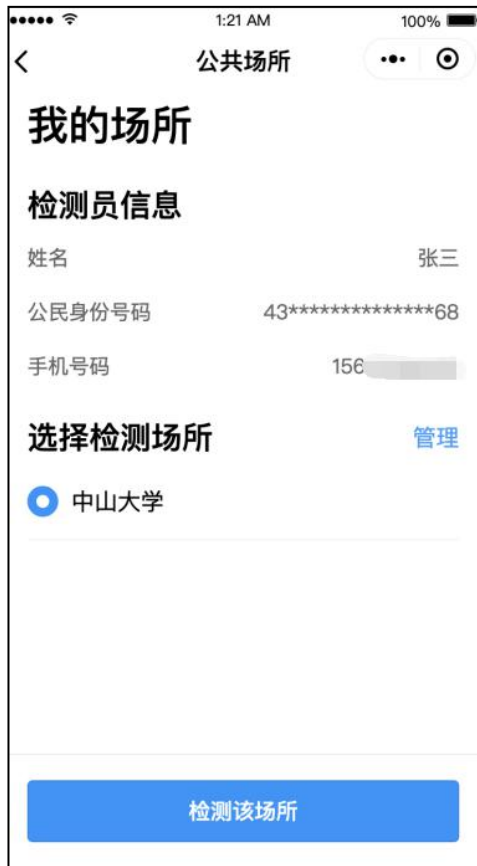 1:21 AM 100%
公共场所
我的场所
检测员信息
姓名 张三
公民身份号码 43**************68
手机号码 156
选择检测场所 管理
中山大学
检测该场所